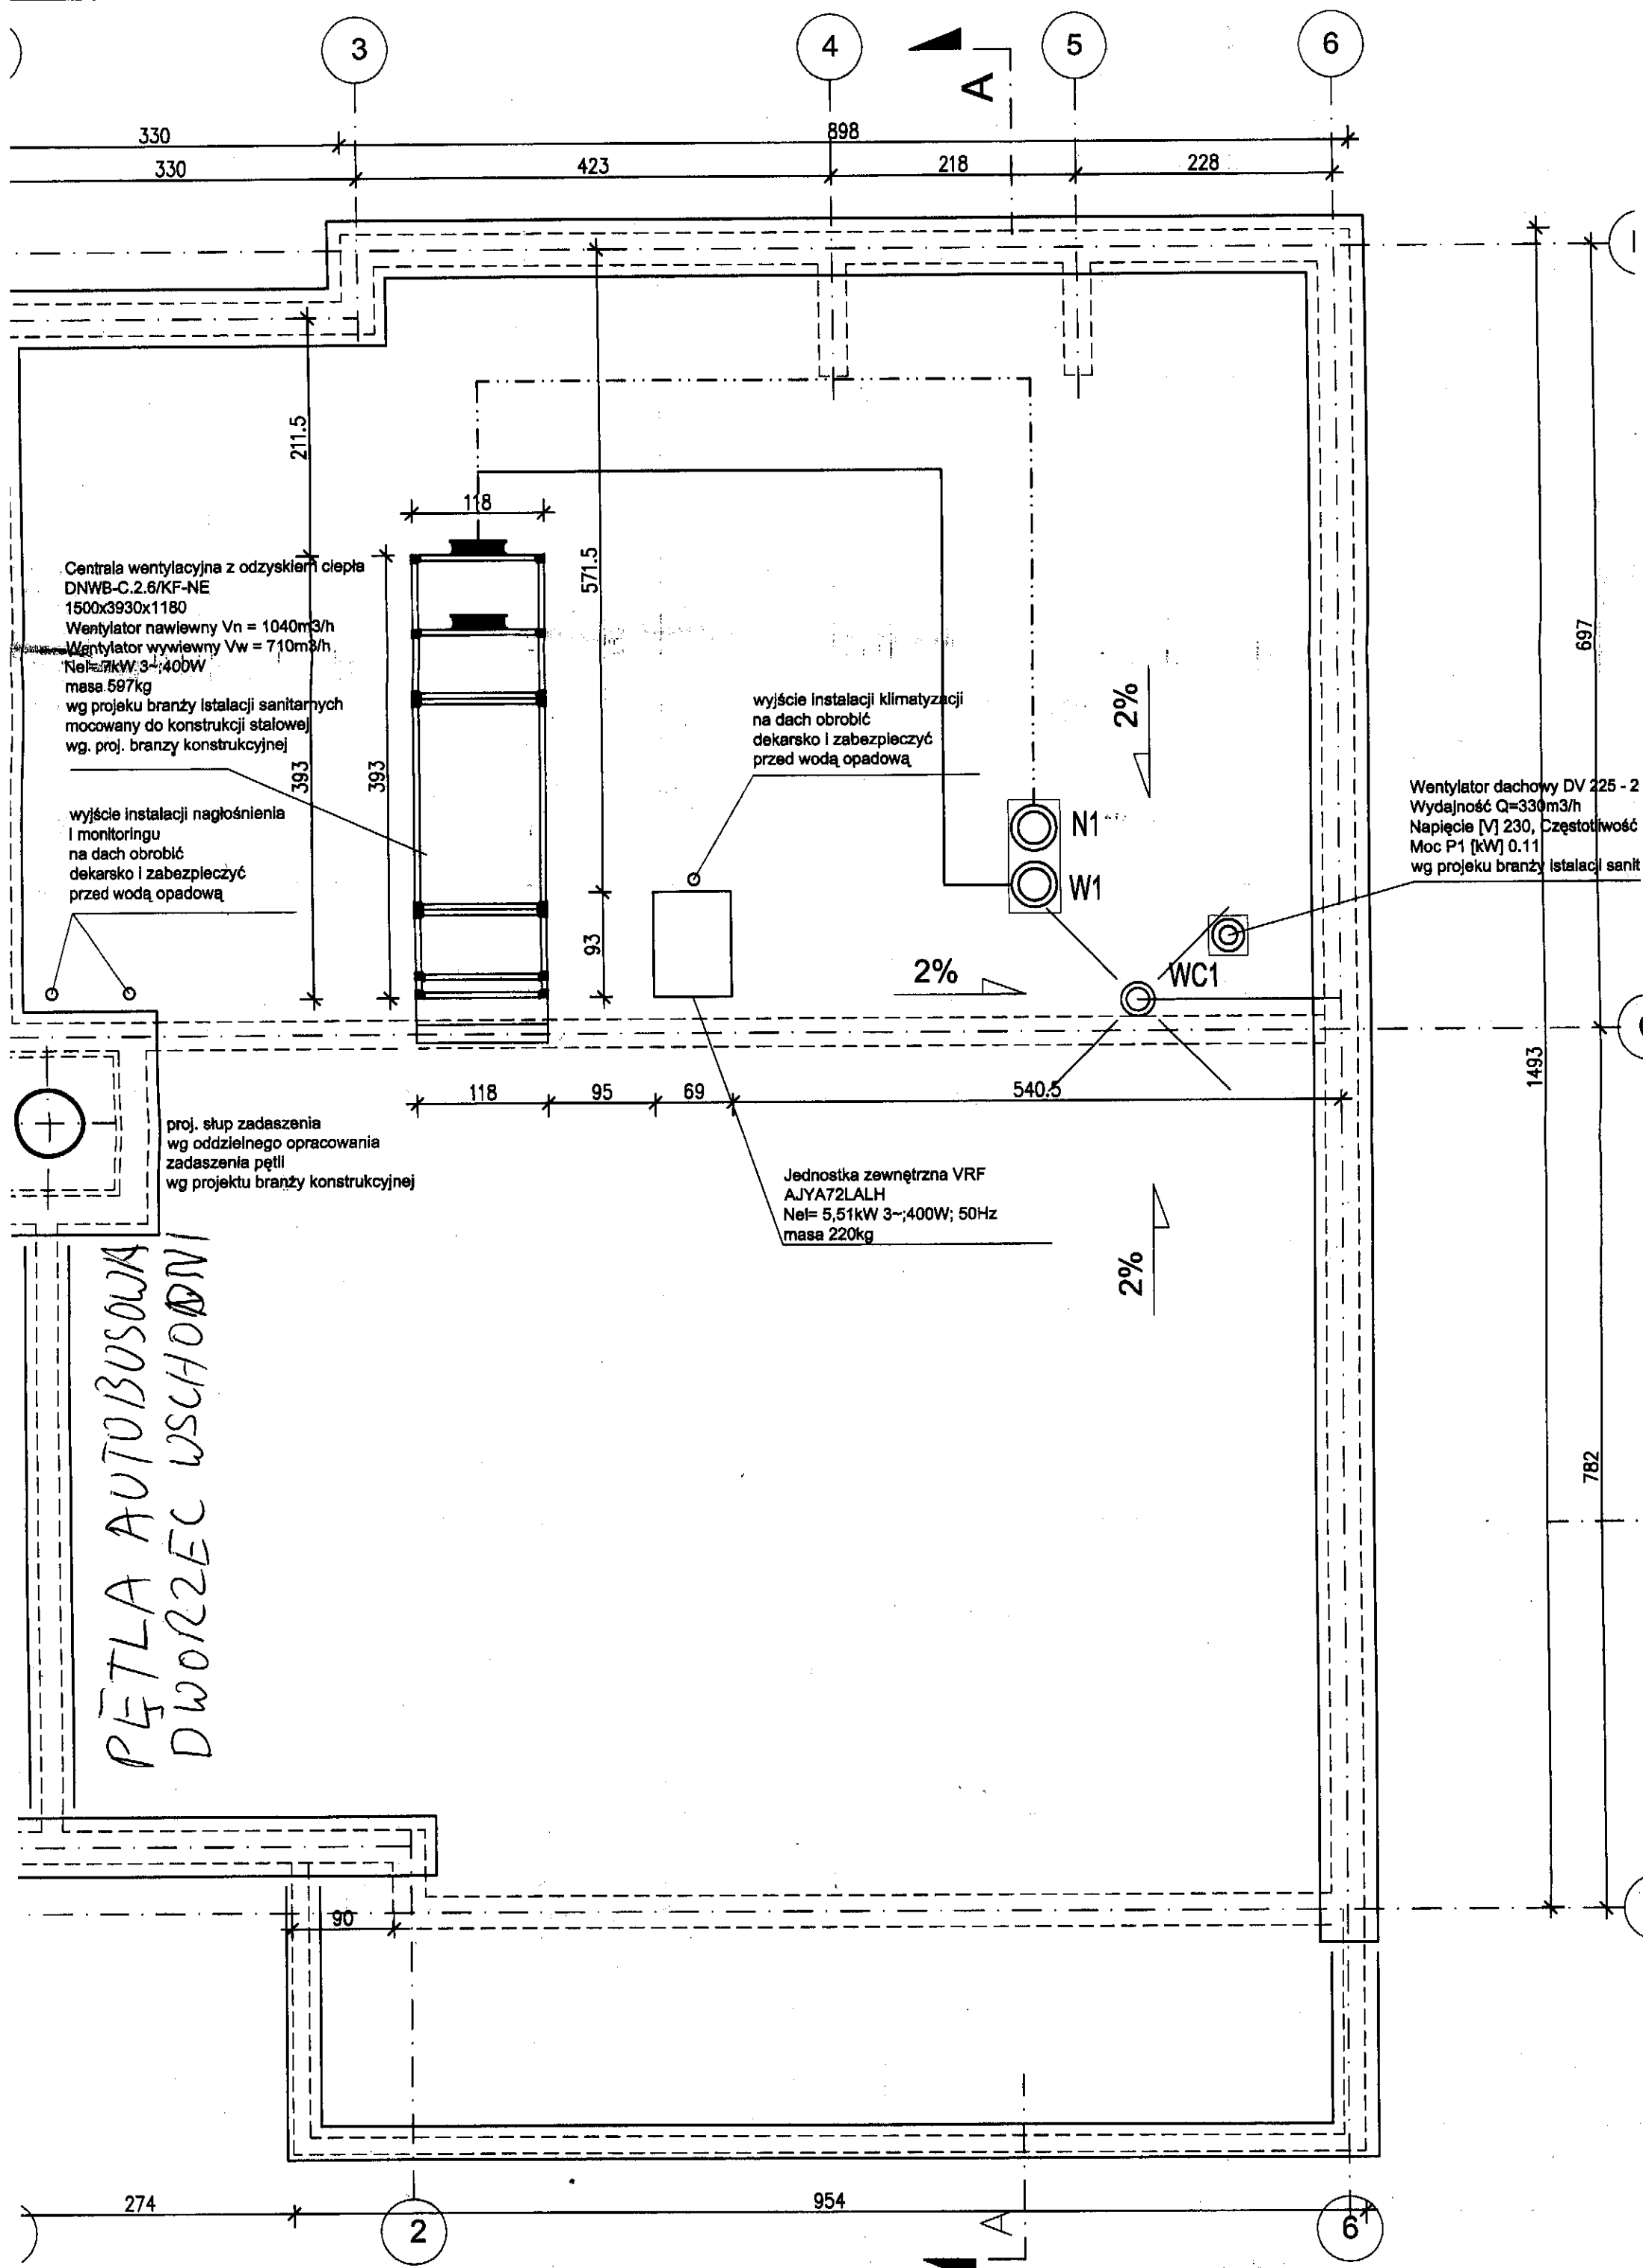 3
4
5
6
A
330
898
330
423
218
228
211.5
118
571.5
Centrala wentylacyjna z odzyskiem ciepła
DNWB-C.2.6/KF-NE
1500x3930x1180
Wentylator nawiewny Vn = 1040m3/h
Wentylator wywiewny Vw = 710m3/h
Nel= 7kW 3~;400W
masa 597kg
wg projeku branży istalacji sanitarnych
mocowany do konstrukcji stalowej
wg. proj. branzy konstrukcyjnej
393
393
697
wyjście instalacji klimatyzacji
na dach obrobić
dekarsko i zabezpieczyć
przed wodą opadową
2%
Wentylator dachowy DV 225 - 2
Wydajność Q=330m3/h
Napięcie [V] 230, Częstotliwość
Moc P1 [kW] 0.11
wg projeku branży istalacji sanit
wyjście instalacji nagłośnienia
i monitoringu
na dach obrobić
dekarsko i zabezpieczyć
przed wodą opadową
N1
W1
93
2%
WC1
1493
118
95
69
540.5
proj. słup zadaszenia
wg oddzielnego opracowania
zadaszenia pętli
wg projektu branży konstrukcyjnej
Jednostka zewnętrzna VRF
AJYA72LALH
Nel= 5,51kW 3~;400W; 50Hz
masa 220kg
2%
PĘTLA AUTOBUSOWA
DWORZEC WSCHODNI
782
90
274
954
2
A
6